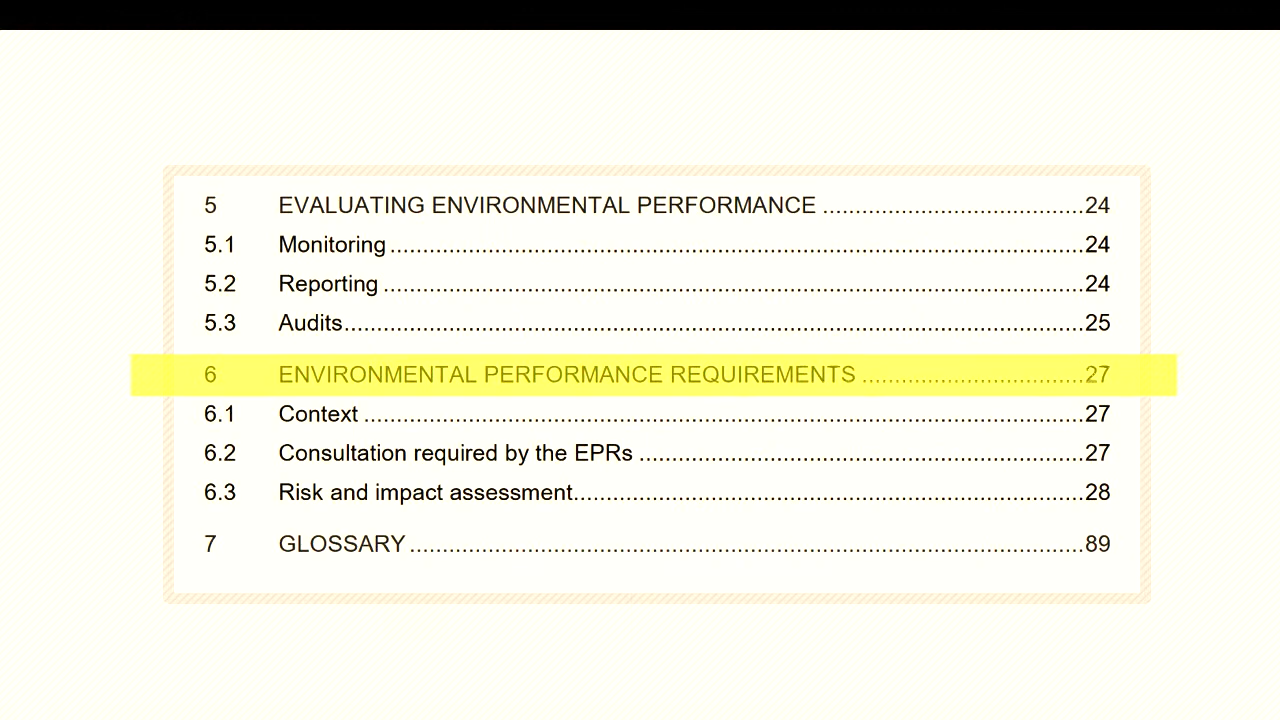 5 EVALUATING ENVIRONMENTAL PERFORMANCE ........................................24
5.1 Monitoring..........................................................................................................24
5.2 Reporting ...........................................................................................................24
5.3 Audits.................................................................................................................25
6 ENVIRONMENTAL PERFORMANCE REQUIREMENTS ..................................27
6.1 Context ..............................................................................................................27
6.2 Consultation required by the EPRs ....................................................................27
6.3 Risk and impact assessment..............................................................................28
7 GLOSSARY .......................................................................................................89